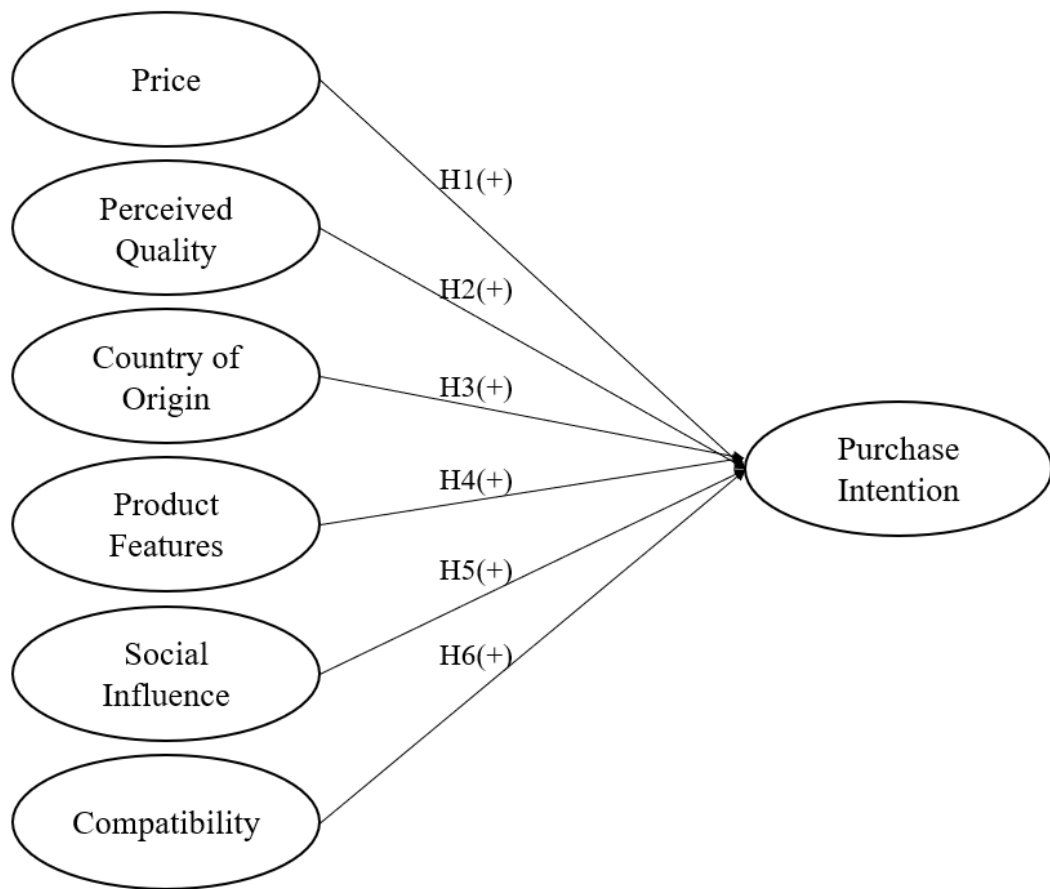 Price
H1(+)
Perceived
Quality
H2(+)
Country of
Origin
H3(+)
Purchase
Intention
Product
Features
H4(+)
Social
Influence
H5(+)
H6(+)
Compatibility